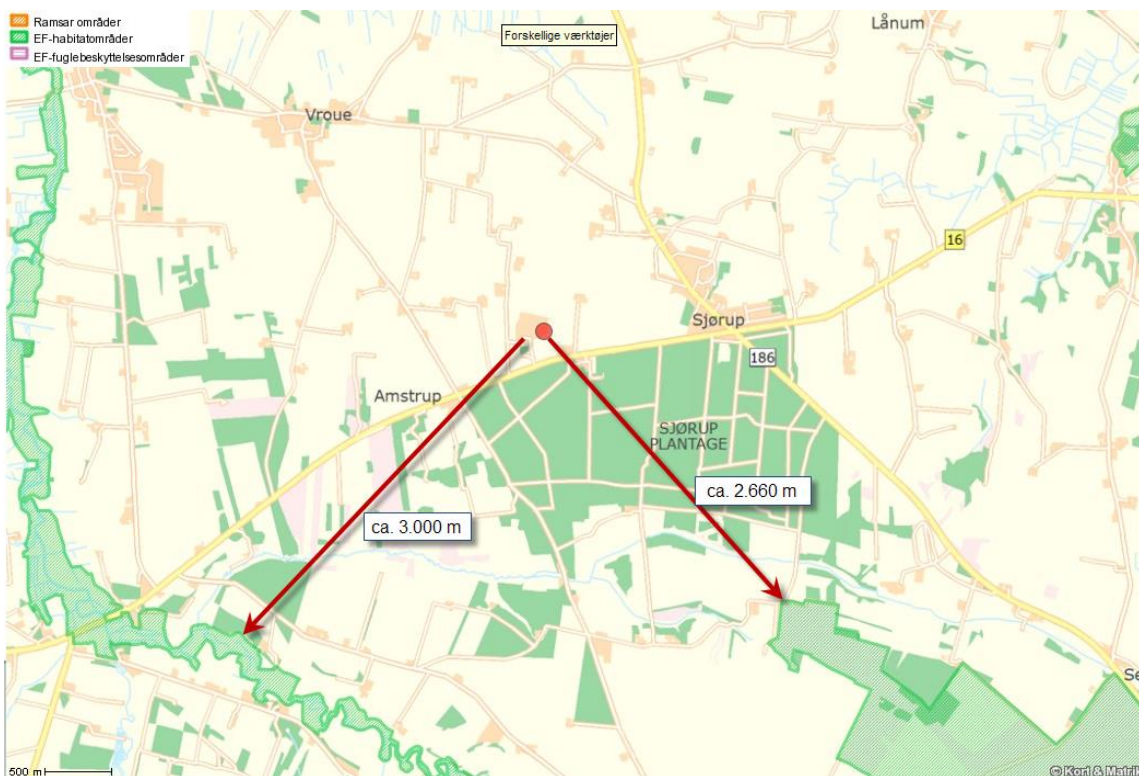 Ramsar områder
EF-habitatområder
EF-fuglebeskyttelsesområder
Forskellige værktøjer
Lånum
Vroue
16
Sjørup
186
Amstrup
SJØRUP
PLANTAGE
ca. 2.660 m
ca. 3.000 m
Se
500 m
© Kort & Matrik